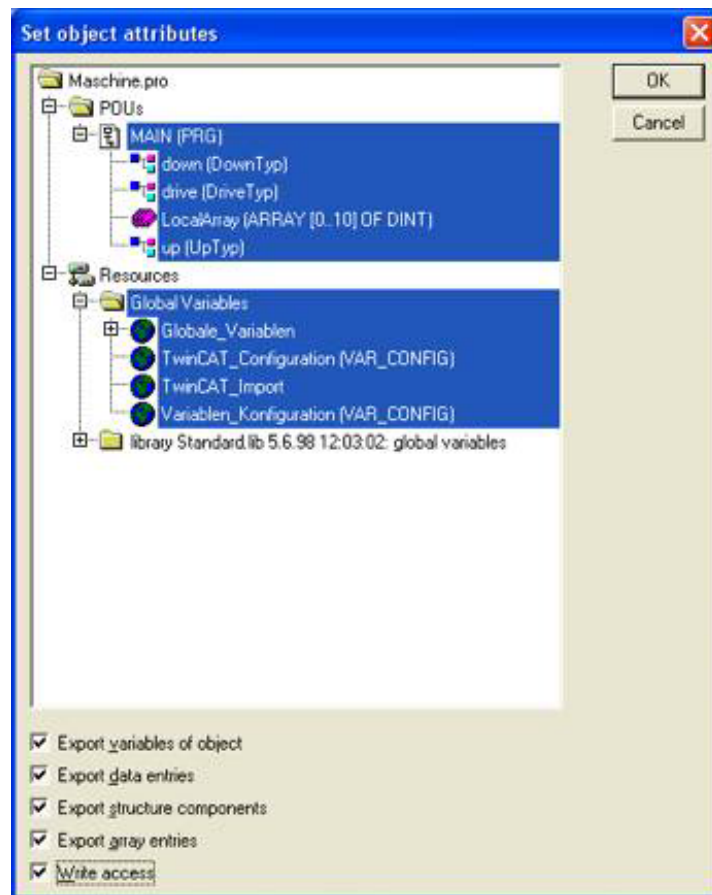 Set object attributes
Maschine.pro
OK
POUs
Cancel
MAIN (PRG)
down (DownTyp)
drive (DriveTyp)
LocalArray (ARRAY [0..10] OF DINT)
up (UpTyp)
Resources
Global Variables
Globale_Variablen
TwinCAT_Configuration (VAR_CONFIG)
TwinCAT_Import
Variablen_Konfiguration (VAR_CONFIG)
library Standard.lib 5.6.98 12:03:02: global variables
Export variables of object
Export data entries
Export structure components
Export array entries
Write access